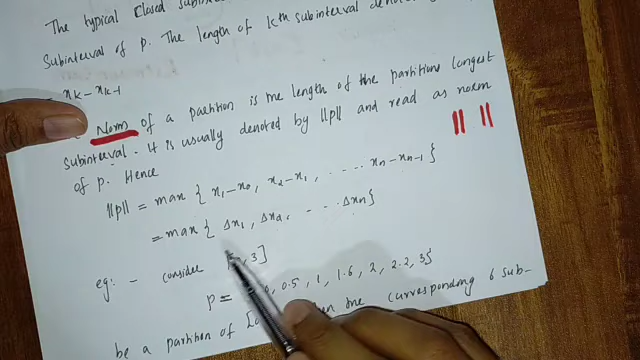 The typical closed subinterval
Subinterval of P. The length of kth subinterval denoted
xk - xk-1
Norm of a partition is the length of the partitions longest
subinterval. It is usually denoted by ||p|| and read as norm
of p. Hence
||p|| = max { x1-x0, x2-x1, .... xn-xn-1}
= max { Δx1, Δx2, ... Δxn}
eg: - consider , 3]
P = 0, 0.5, 1, 1.6, 2, 2.2, 3}
be a partition of the corresponding 6 sub-